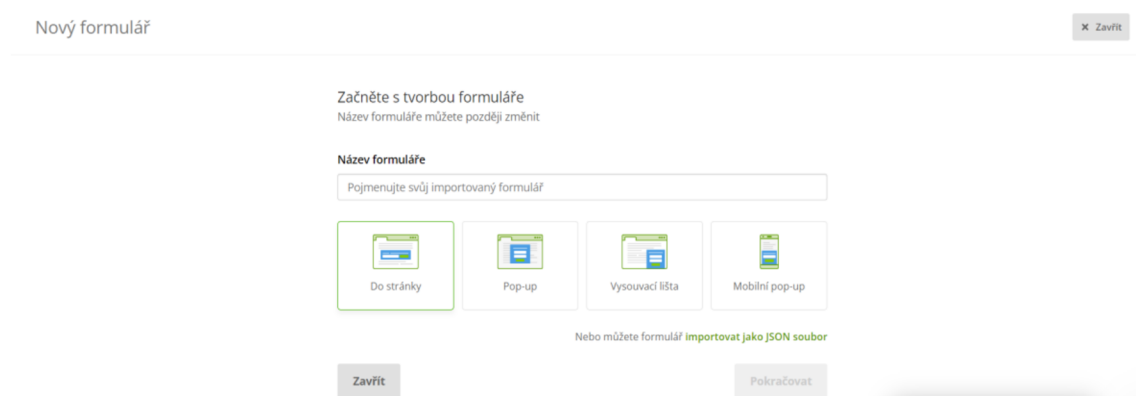 Nový formulář
× Zavřít
Začněte s tvorbou formuláře
Název formuláře můžete později změnit
Název formuláře
Pojmenujte svůj importovaný formulář
Do stránky
Pop-up
Vysouvací lišta
Mobilní pop-up
Nebo můžete formulář importovat jako JSON soubor
Zavřít
Pokračovat